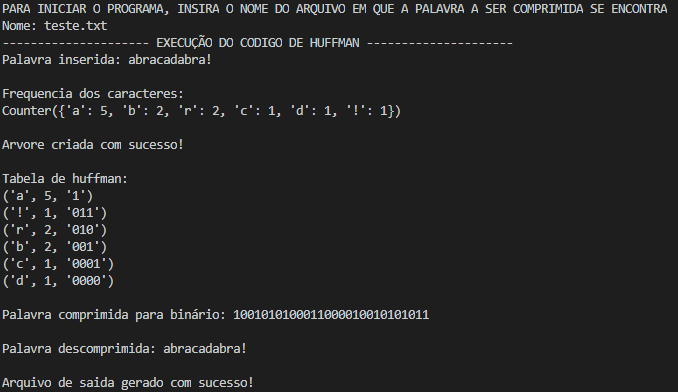 PARA INICIAR O PROGRAMA, INSIRA O NOME DO ARQUIVO EM QUE A PALAVRA A SER COMPRIMIDA SE ENCONTRA
Nome: teste.txt
--------------------- EXECUÇÃO DO CODIGO DE HUFFMAN ---------------------
Palavra inserida: abracadabra!
Frequencia dos caracteres:
Counter({'a': 5, 'b': 2, 'r': 2, 'c': 1, 'd': 1, '!': 1})
Arvore criada com sucesso!
Tabela de huffman:
('a', 5, '1')
('!', 1, '011')
('r', 2, '010')
('b', 2, '001')
('c', 1, '0001')
('d', 1, '0000')
Palavra comprimida para binário: 1001010100011000010010101011
Palavra descomprimida: abracadabra!
Arquivo de saida gerado com sucesso!